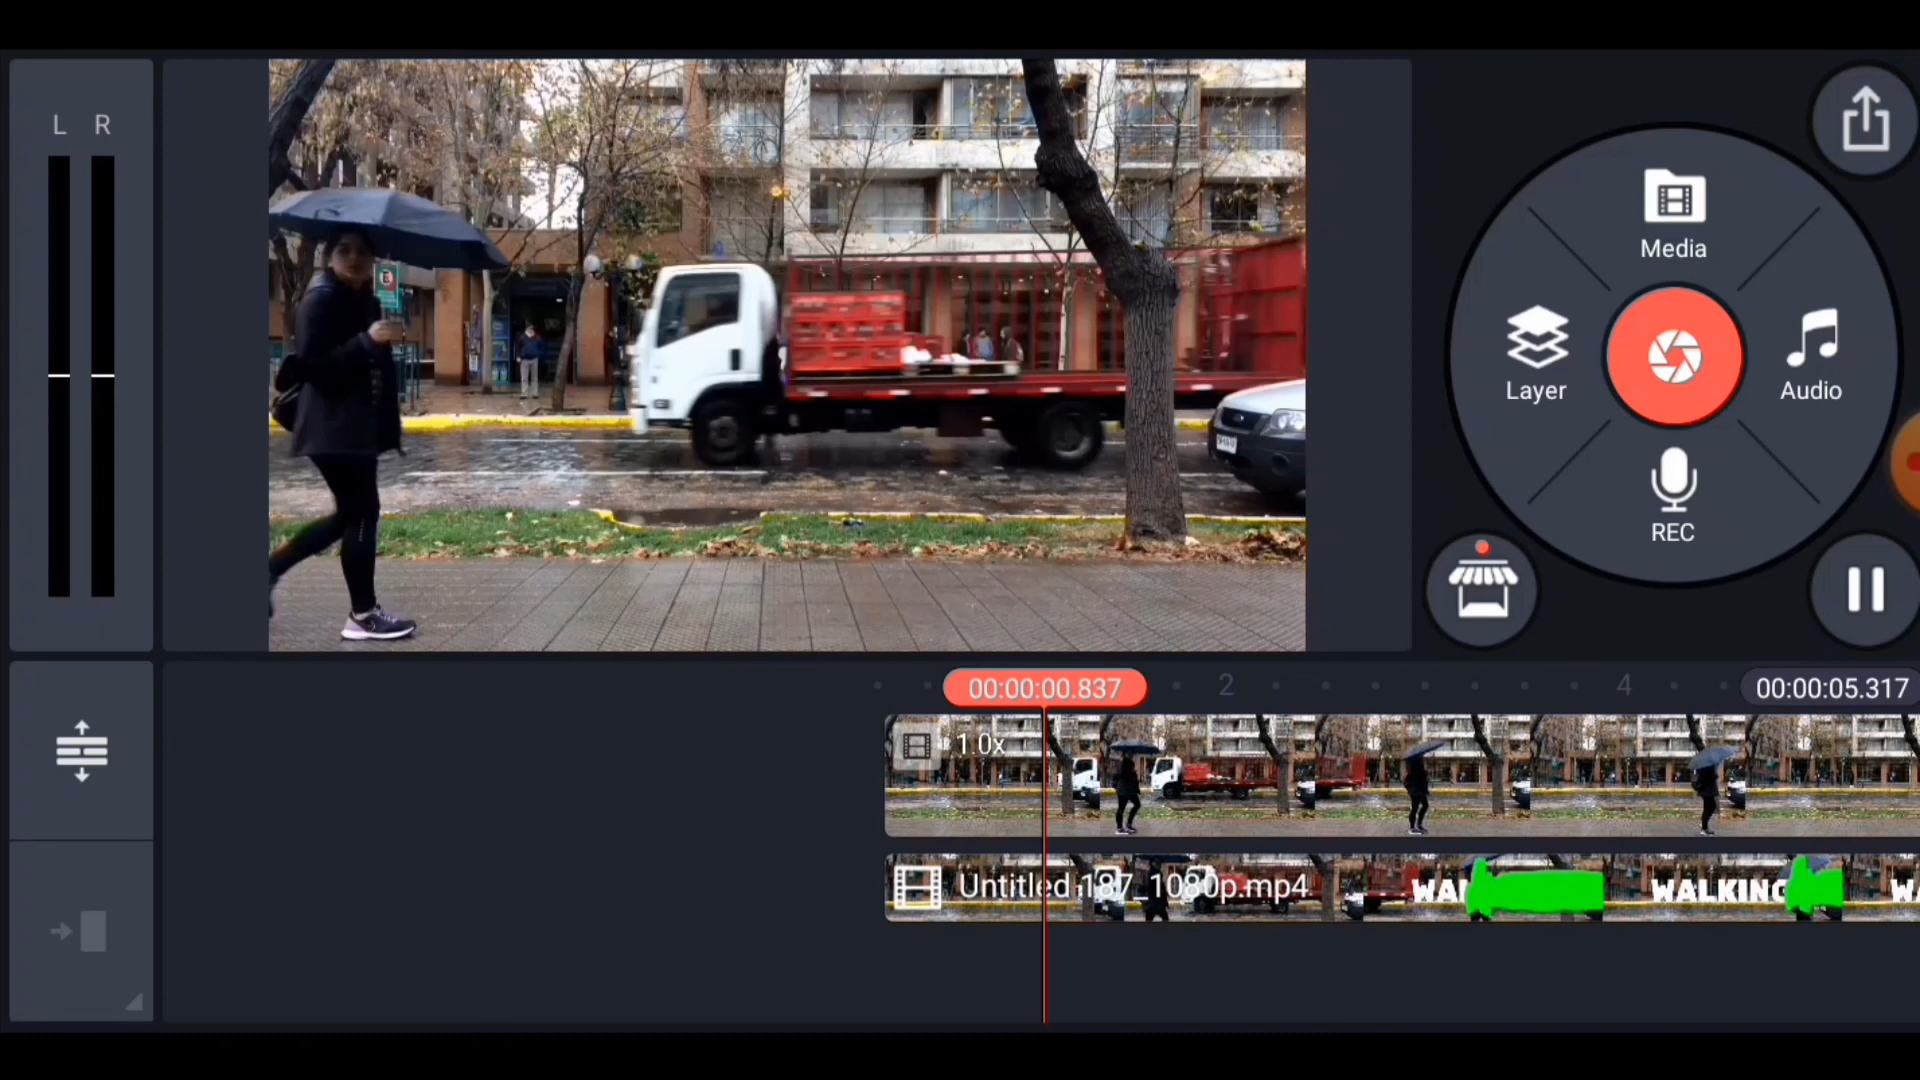 L R
Media
Layer
Audio
REC
00:00:00.837
2
4
00:00:05.317
1.0x
Untitled 187_1080p.mp4
WAL
WALKING